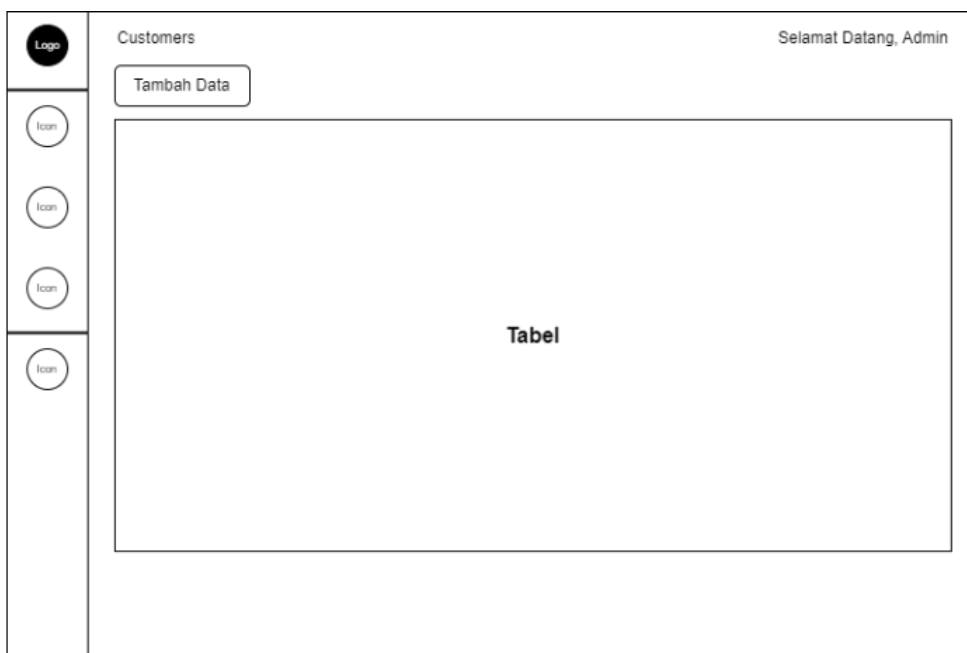 Logo
Customers
Selamat Datang, Admin
Tambah Data
Icon
Icon
Icon
Icon
Tabel